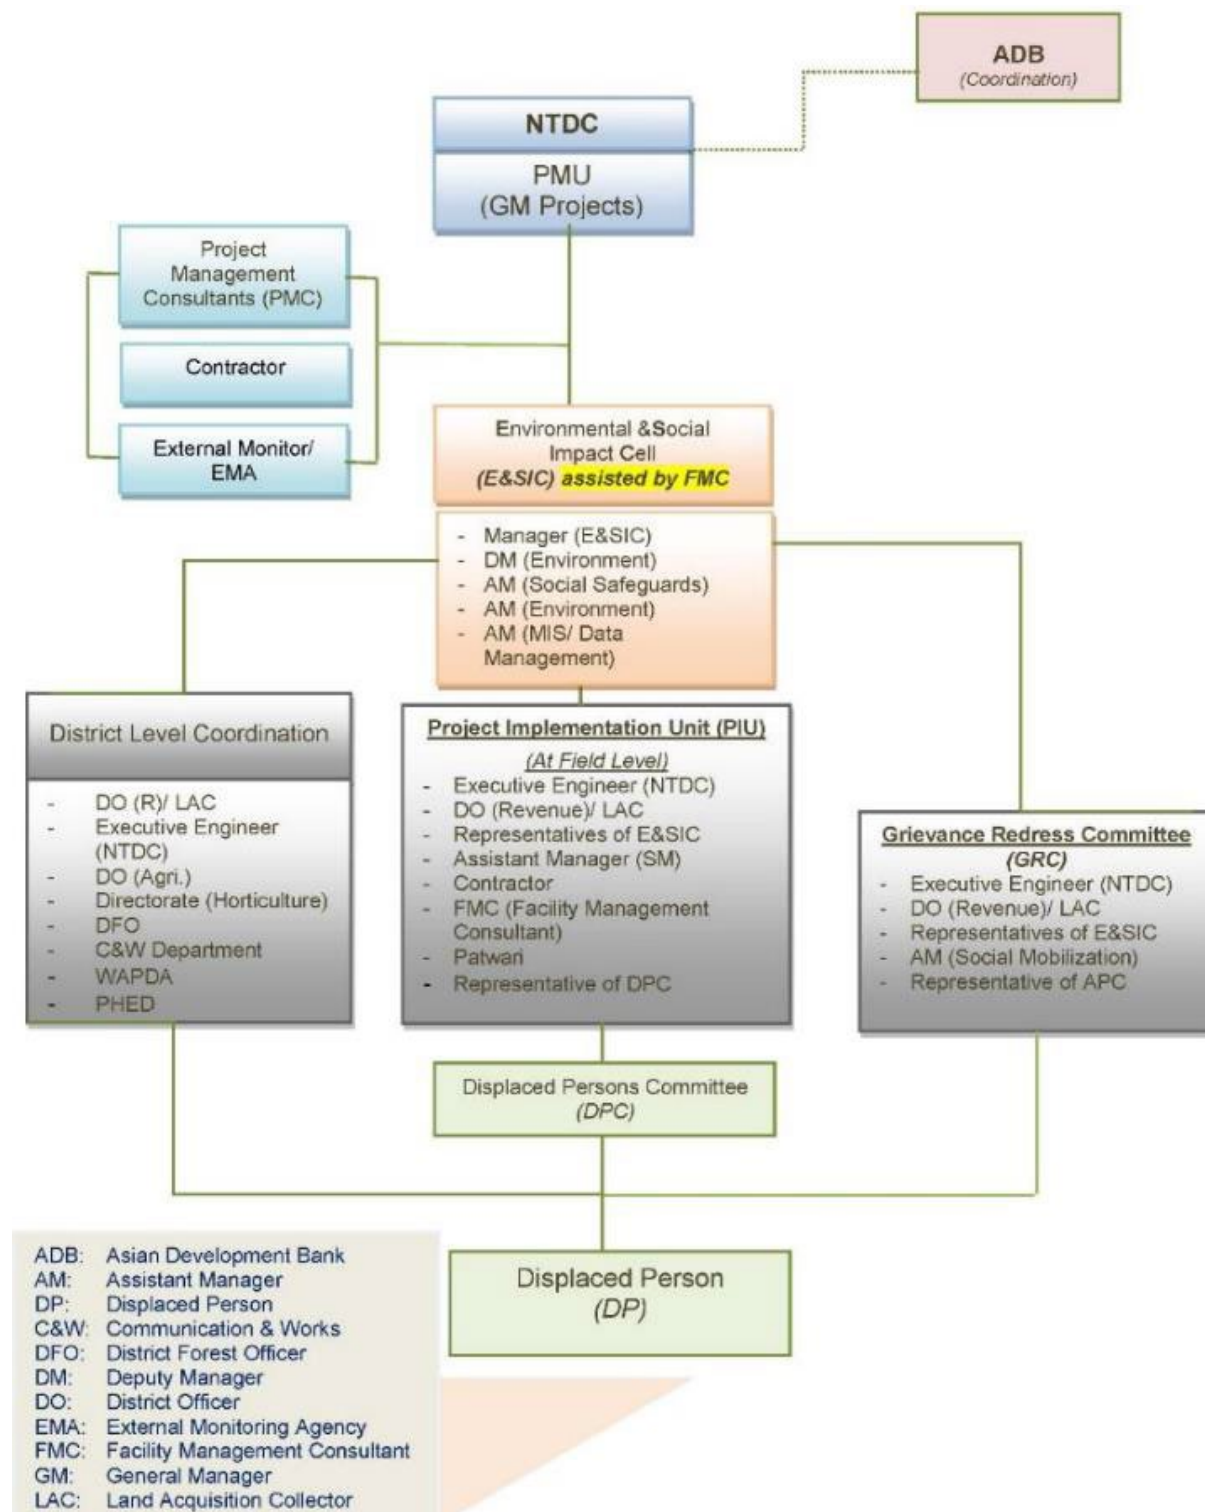 ADB
(Coordination)
NTDC
PMU
(GM Projects)
Project
Management
Consultants (PMC)
Contractor
External Monitor/
EMA
Environmental &Social
Impact Cell
(E&SIC) assisted by FMC
- Manager (E&SIC)
- DM (Environment)
- AM (Social Safeguards)
- AM (Environment)
- AM (MIS/ Data
Management)
District Level Coordination
- DO (R)/ LAC
- Executive Engineer
(NTDC)
- DO (Agri.)
- Directorate (Horticulture)
- DFO
- C&W Department
- WAPDA
- PHED
Project Implementation Unit (PIU)
(At Field Level)
- Executive Engineer (NTDC)
- DO (Revenue)/ LAC
- Representatives of E&SIC
- Assistant Manager (SM)
- Contractor
- FMC (Facility Management
Consultant)
- Patwari
- Representative of DPC
Grievance Redress Committee
(GRC)
- Executive Engineer (NTDC)
- DO (Revenue)/ LAC
- Representatives of E&SIC
- AM (Social Mobilization)
- Representative of APC
Displaced Persons Committee
(DPC)
Displaced Person
(DP)
ADB: Asian Development Bank
AM: Assistant Manager
DP: Displaced Person
C&W: Communication & Works
DFO: District Forest Officer
DM: Deputy Manager
DO: District Officer
EMA: External Monitoring Agency
FMC: Facility Management Consultant
GM: General Manager
LAC: Land Acquisition Collector